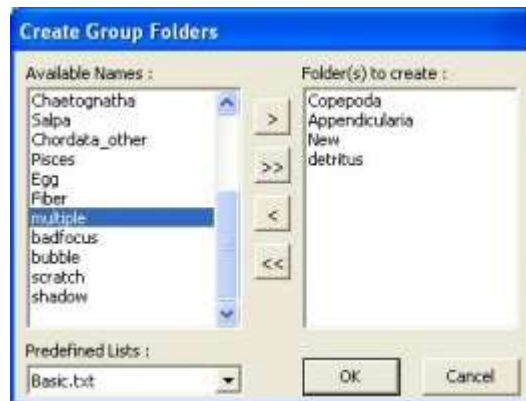 Create Group Folders
Available Names :
Chaetognatha
Salpa
Chordata_other
Pisces
Egg
Fiber
multiple
badfocus
bubble
scratch
shadow
>
>>
<
<<
Folder(s) to create :
Copepoda
Appendicularia
New
detritus
Predefined Lists :
Basic.txt
OK
Cancel